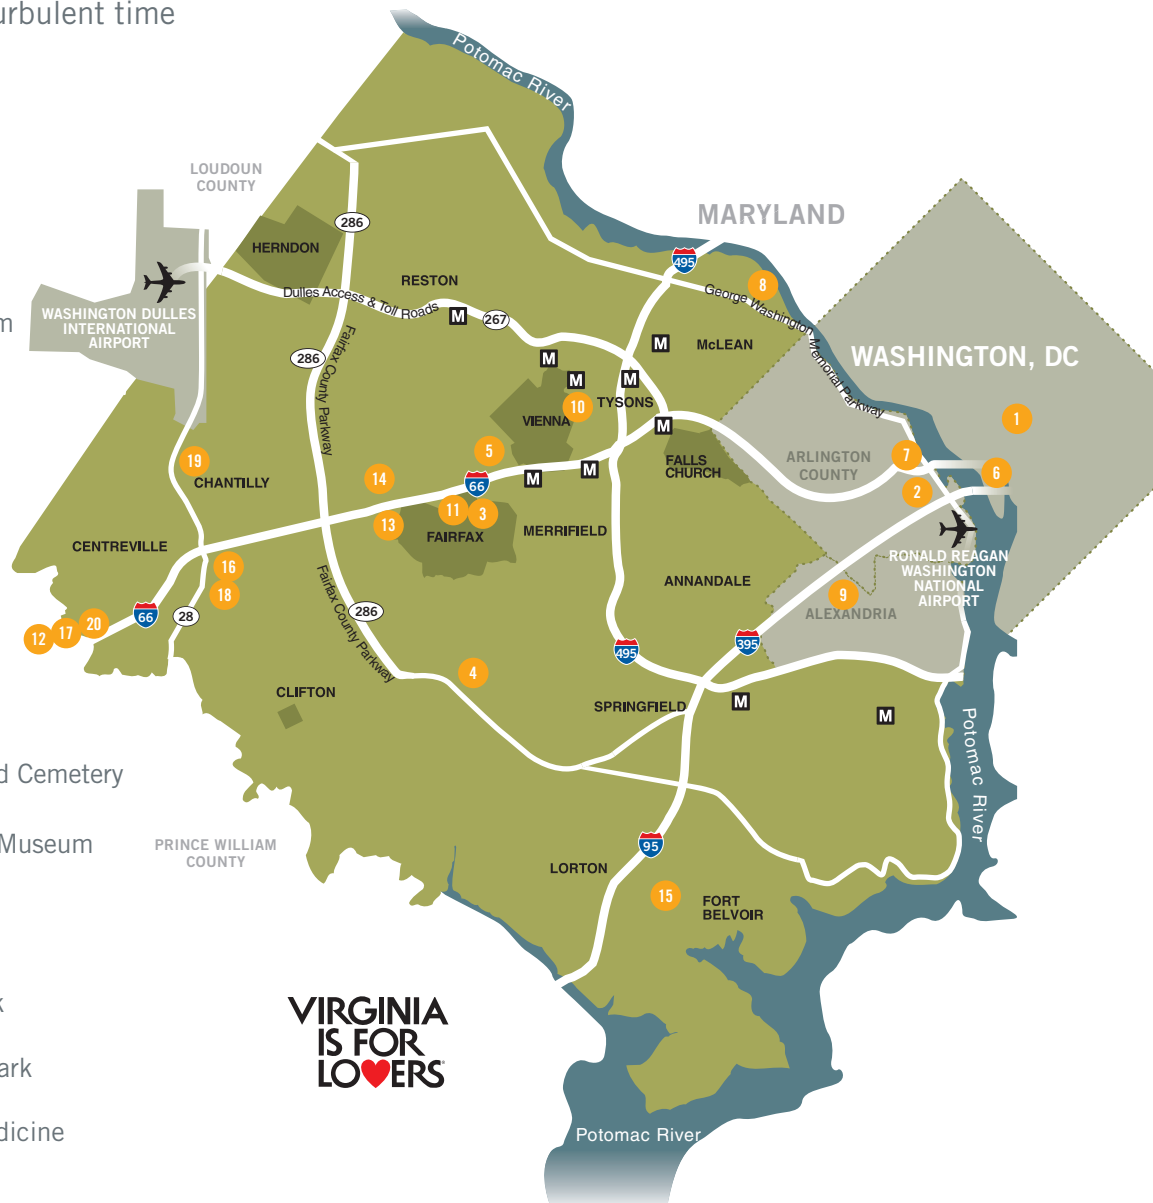 urbulent time
Potomac River
LOUDOUN
COUNTY
MARYLAND
286
HERNDON
495
RESTON
8
Dulles Access & Toll Roads
George Washington
Memorial Parkway
WASHINGTON DULLES
INTERNATIONAL
AIRPORT
m
M
267
M
McLEAN
286
Fairfax County Parkway
M
M
M
WASHINGTON, DC
TYSONS
10
VIENNA
1
M
5
19
CHANTILLY
14
FALLS
CHURCH
ARLINGTON
COUNTY
7
6
M
M
66
2
11
3
13
FAIRFAX
MERRIFIELD
CENTREVILLE
RONALD REAGAN
WASHINGTON
NATIONAL
AIRPORT
16
18
ANNANDALE
9
ALEXANDRIA
Fairfax County Parkway
286
12
17
20
66
28
495
395
4
CLIFTON
SPRINGFIELD
M
M
Potomac River
d Cemetery
Museum
PRINCE WILLIAM
COUNTY
95
LORTON
15
FORT
BELVOIR
k
VIRGINIA
IS FOR
LOVERS
ark
dicine
Potomac River